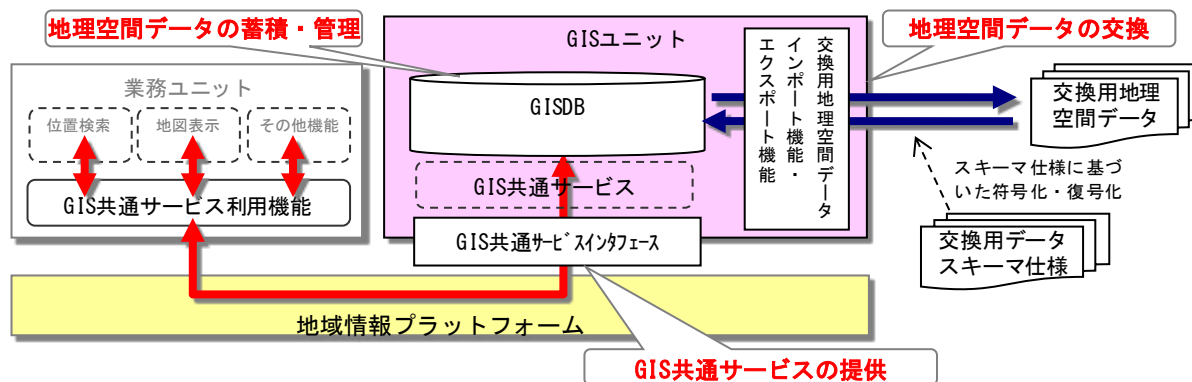 地理空間データの蓄積・管理
GISユニット
地理空間データの交換
業務ユニット
位置検索
地図表示
その他機能
GIS共通サービス利用機能
GISDB
GIS共通サービス
GIS共通ｻｰﾋﾞｽｲﾝﾀﾌェｰｽ
交換用地理空間データ
インポート機能・
エクスポート機能
交換用地理
空間データ
スキーマ仕様に基づ
いた符号化・復号化
交換用データ
スキーマ仕様
地域情報プラットフォーム
GIS共通サービスの提供